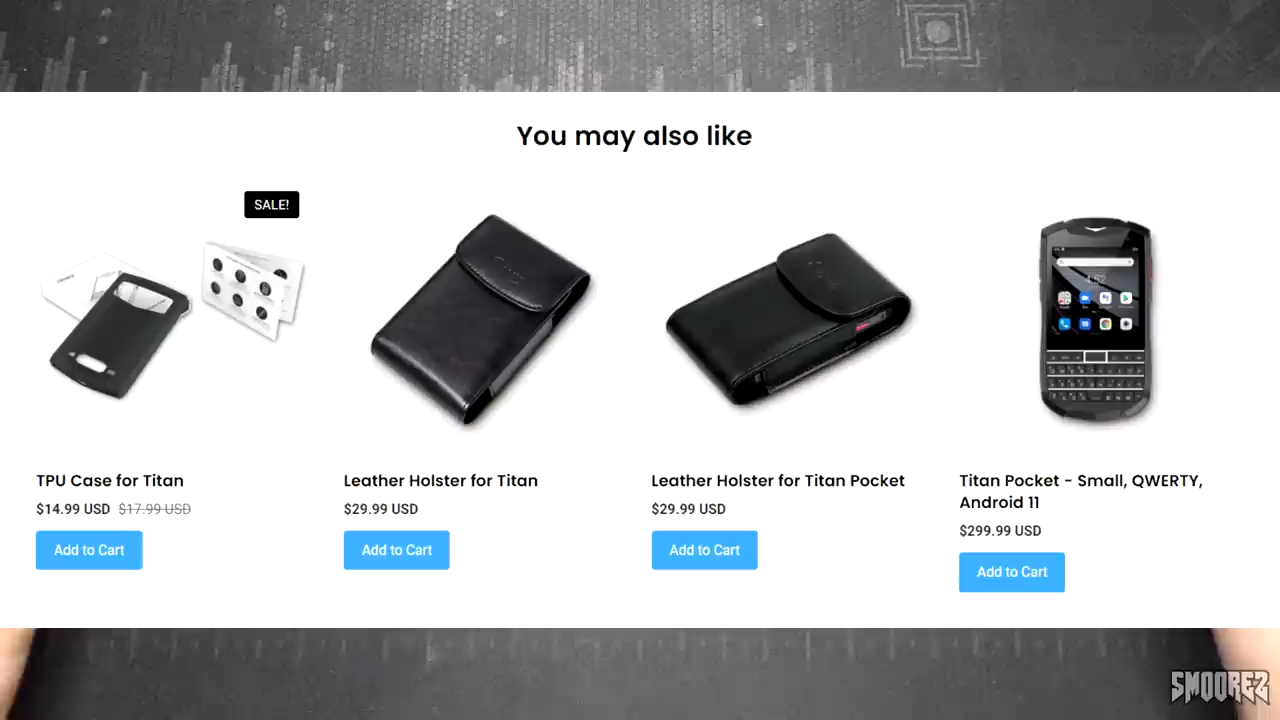 You may also like
SALE!
TPU Case for Titan
$14.99 USD $17.99 USD
Add to Cart
Leather Holster for Titan
$29.99 USD
Add to Cart
Leather Holster for Titan Pocket
$29.99 USD
Add to Cart
Titan Pocket - Small, QWERTY,
Android 11
$299.99 USD
Add to Cart
SMOOREZ